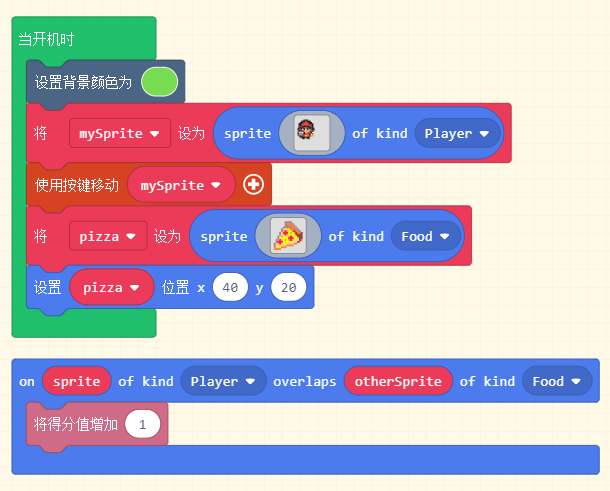 当开机时
设置背景颜色为
将 mySprite 设为 sprite of kind Player
使用按键移动 mySprite
将 pizza 设为 sprite of kind Food
设置 pizza 位置 x 40 y 20
on sprite of kind Player overlaps otherSprite of kind Food
将得分值增加 1